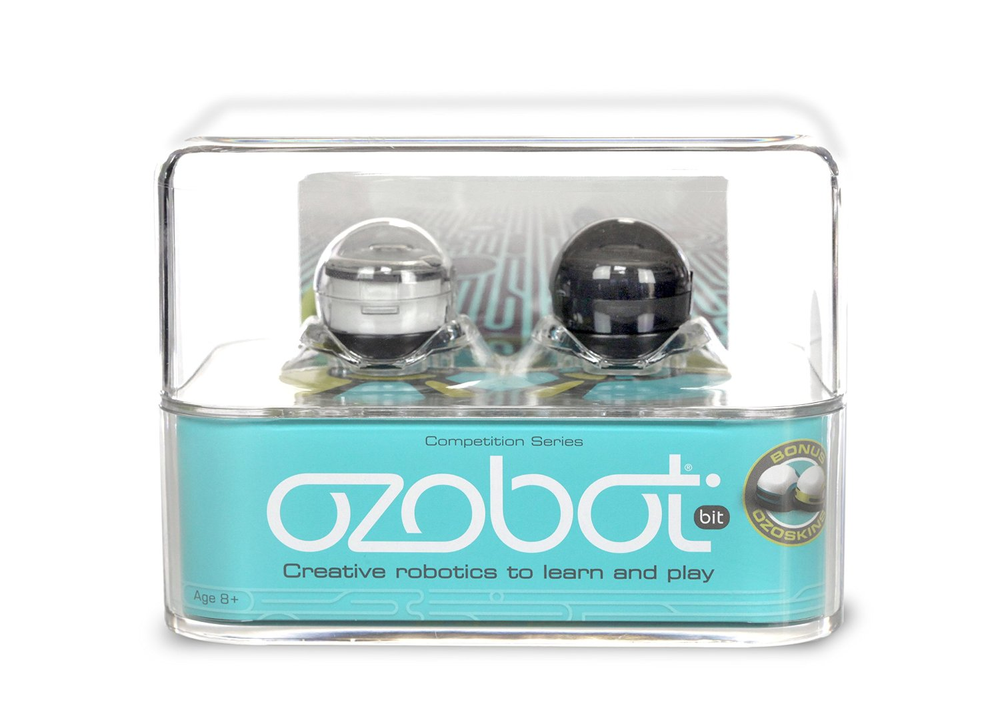 Competition Series
ozobot®
bit
Creative robotics to learn and play
BONUS
OZOSKINS
Age 8+